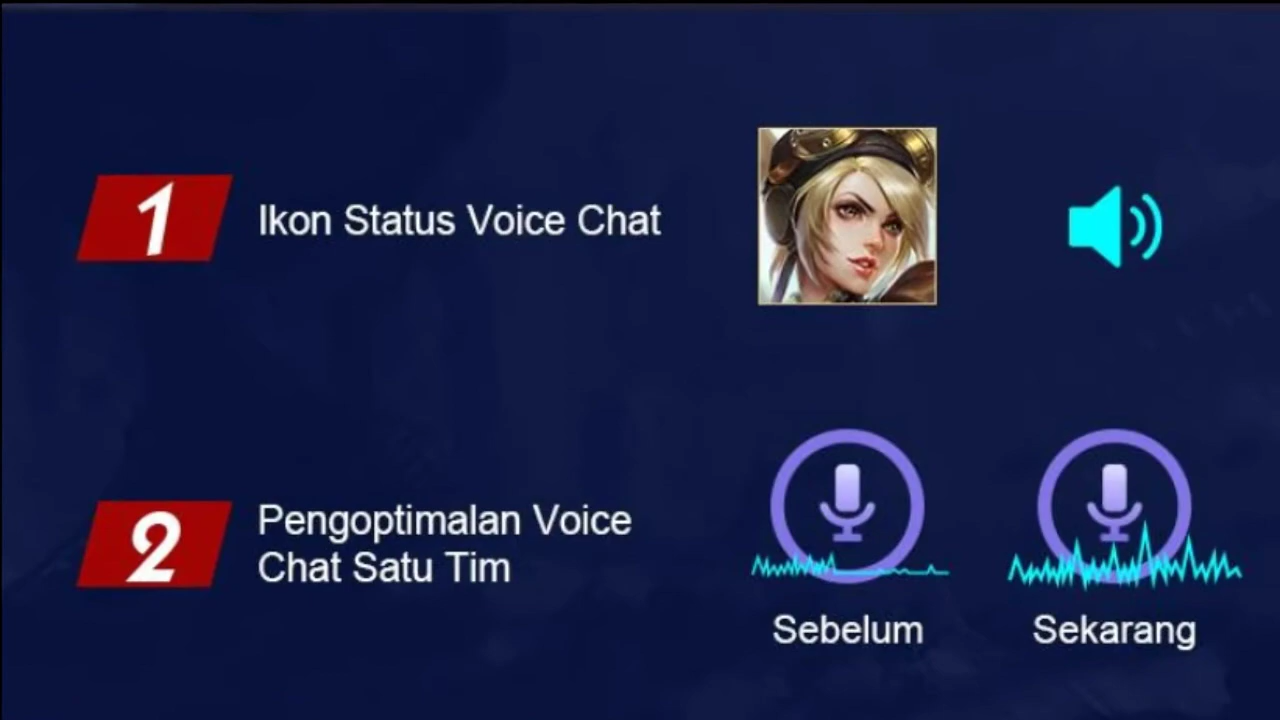 1
Ikon Status Voice Chat
2
Pengoptimalan Voice
Chat Satu Tim
Sebelum
Sekarang